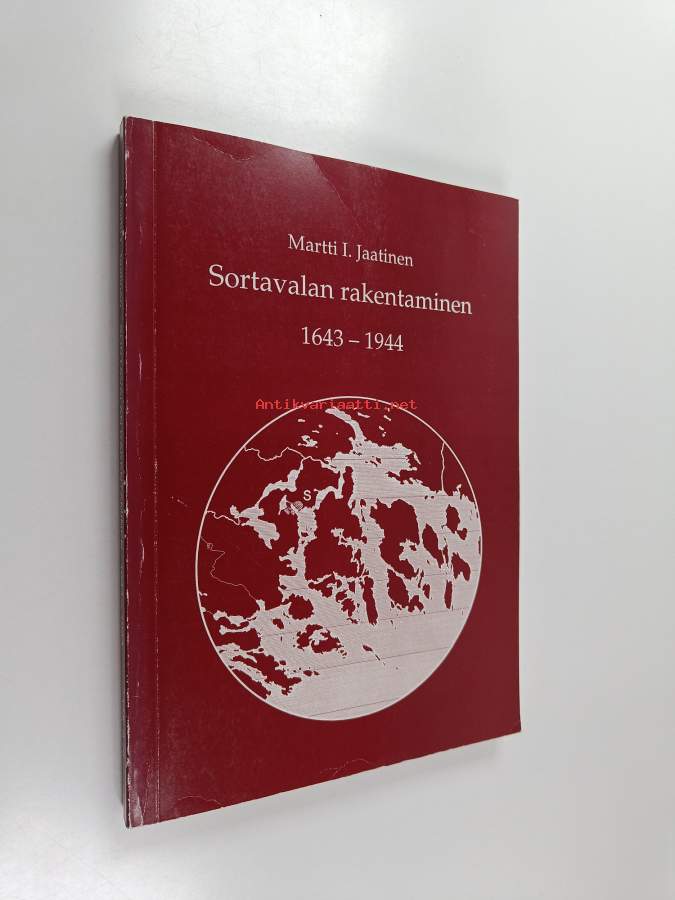 Martti I. Jaatinen
Sortavalan rakentaminen
1643 – 1944
Antikvariaatti.net
S